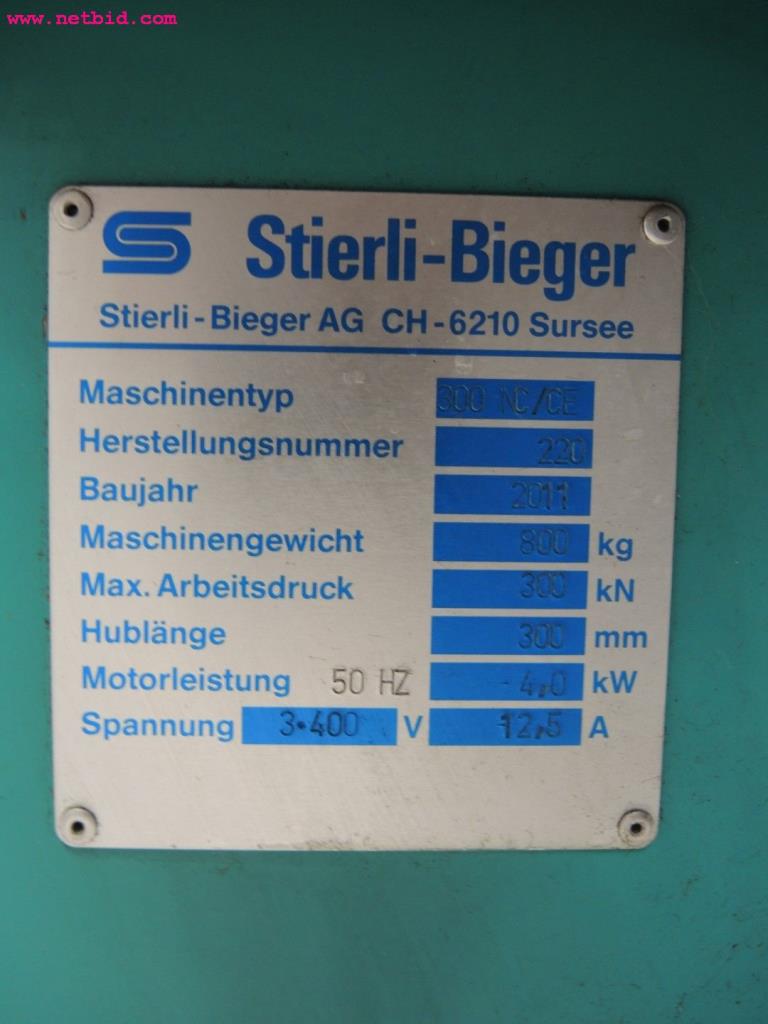 www.netbid.com
Stierli-Bieger
Stierli-Bieger AG CH-6210 Sursee
Maschinentyp 300 NC/CE
Herstellungsnummer 220
Baujahr 2011
Maschinengewicht 800 kg
Max. Arbeitsdruck 300 kN
Hublänge 300 mm
Motorleistung 50 HZ 4,0 kW
Spannung 3•400 V 12,5 A